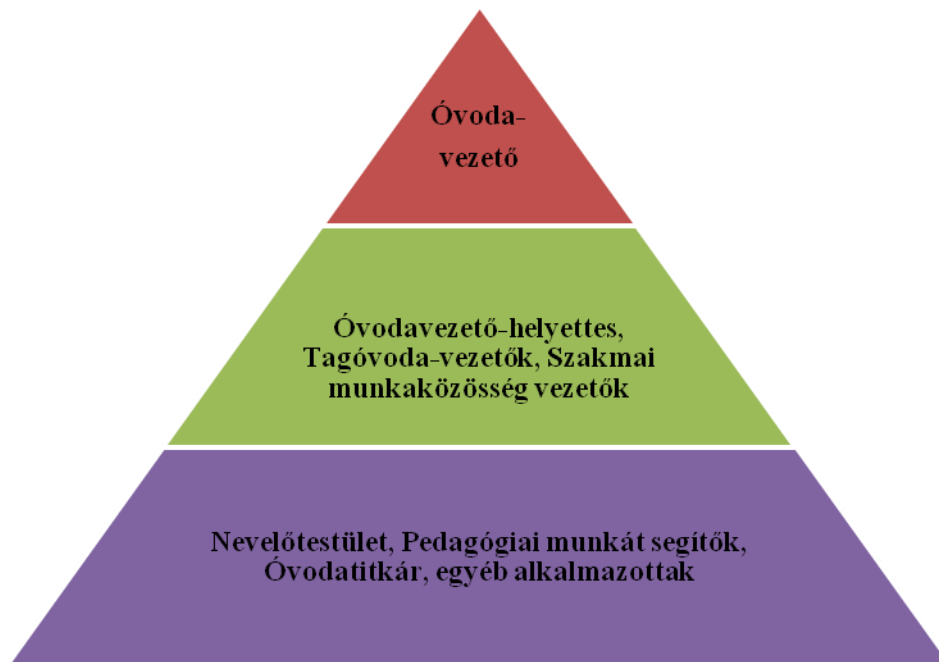 Óvoda-
vezető
Óvodavezető-helyettes,
Tagóvoda-vezetők, Szakmai
munkaközösség vezetők
Nevelőtestület, Pedagógiai munkát segítők,
Óvodatitkár, egyéb alkalmazottak